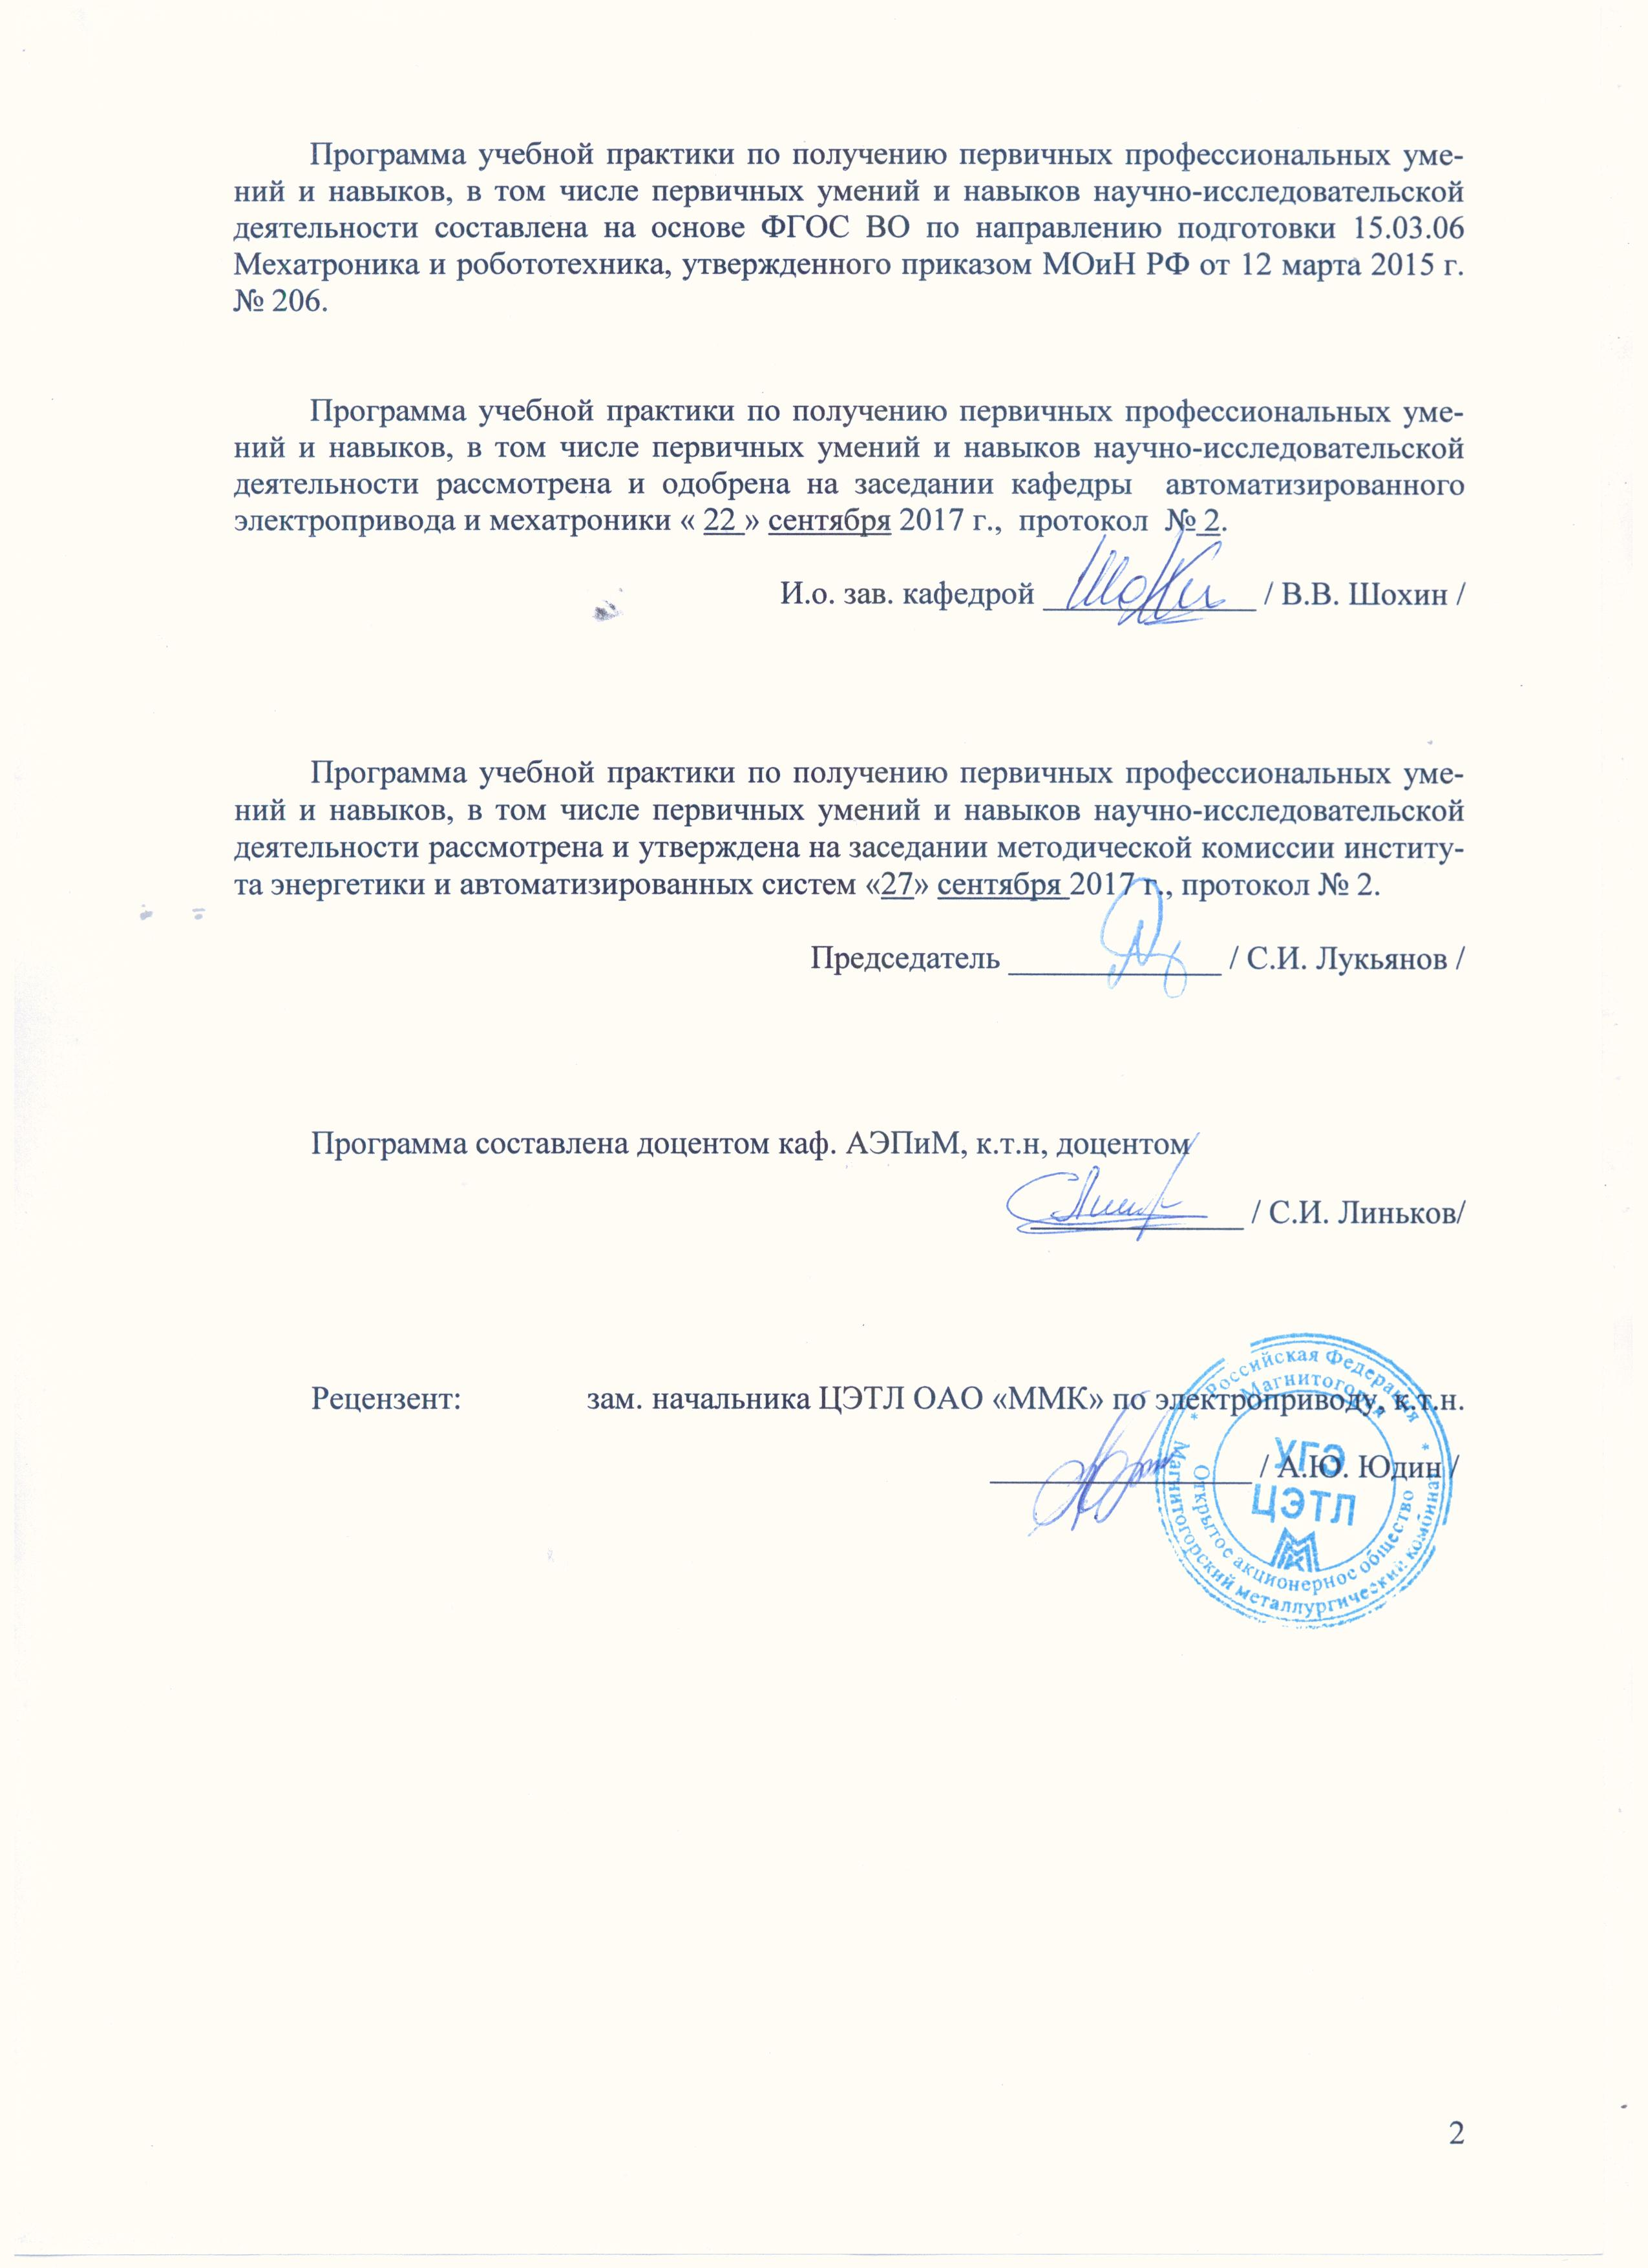 Программа учебной практики по получению первичных профессиональных уме-
ний и навыков, в том числе первичных умений и навыков научно-исследовательской
деятельности составлена на основе ФГОС ВО по направлению подготовки 15.03.06
Мехатроника и робототехника, утвержденного приказом МОиН РФ от 12 марта 2015 г.
№ 206.
Программа учебной практики по получению первичных профессиональных уме-
ний и навыков, в том числе первичных умений и навыков научно-исследовательской
деятельности рассмотрена и одобрена на заседании кафедры автоматизированного
электропривода и мехатроники « 22 » сентября 2017 г., протокол № 2.
И.о. зав. кафедрой ______________ / В.В. Шохин /
Программа учебной практики по получению первичных профессиональных уме-
ний и навыков, в том числе первичных умений и навыков научно-исследовательской
деятельности рассмотрена и утверждена на заседании методической комиссии институ-
та энергетики и автоматизированных систем «27» сентября 2017 г., протокол № 2.
Председатель ______________ / С.И. Лукьянов /
Программа составлена доцентом каф. АЭПиМ, к.т.н, доцентом
______________ / С.И. Линьков/
Рецензент: зам. начальника ЦЭТЛ ОАО «ММК» по электроприводу, к.т.н.
_________________ / А.Ю. Юдин /
* Российская Федерация *
Магнитогорский металлургический комбинат
Открытое акционерное общество
УГЭ
ЦЭТЛ
2